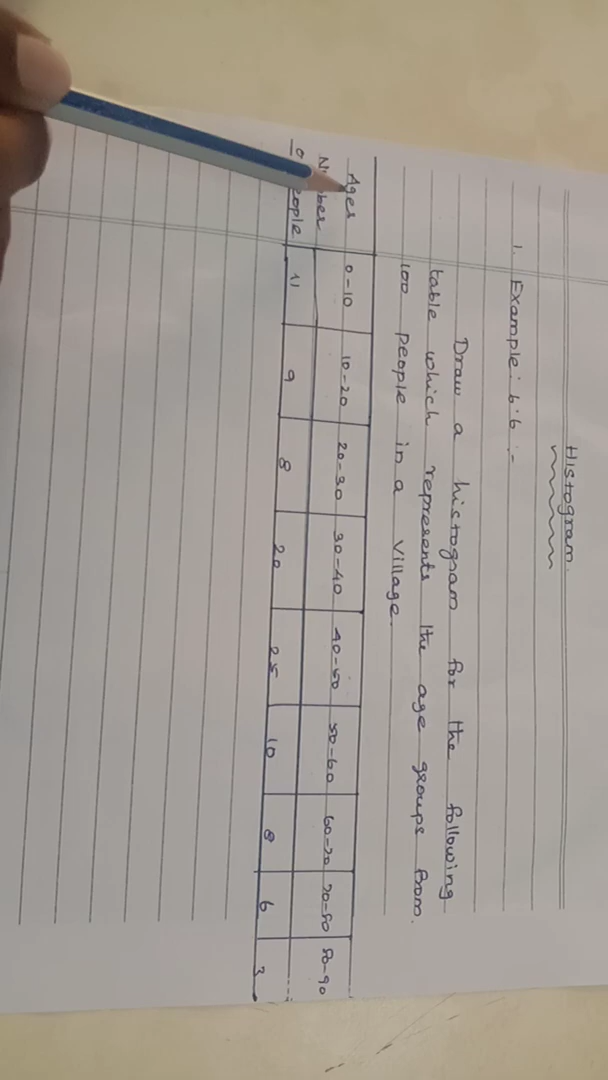 Histogram.
1. Example: 6.6 :-
Draw a histogram for the following
table which represents the age groups from
100 people in a village.
Ages 0-10 10-20 20-30 30-40 40-50 50-60 60-70 70-80 80-90
11 9 8 20 25 10 8 6 3